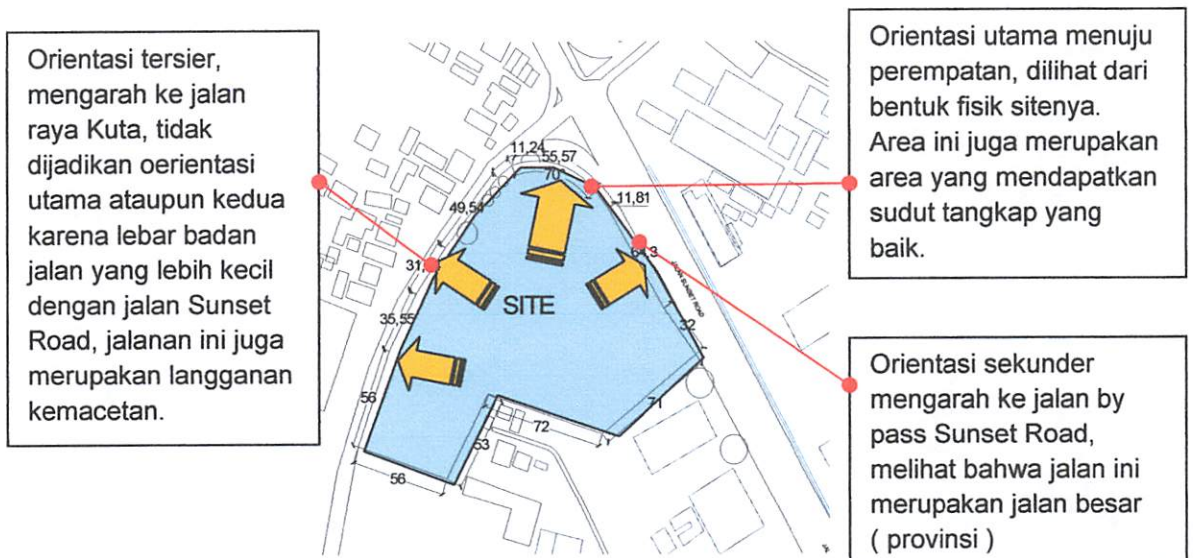 Orientasi tersier,
mengarah ke jalan
raya Kuta, tidak
dijadikan oerientasi
utama ataupun kedua
karena lebar badan
jalan yang lebih kecil
dengan jalan Sunset
Road, jalanan ini juga
merupakan langganan
kemacetan.
Orientasi utama menuju
perempatan, dilihat dari
bentuk fisik sitenya.
Area ini juga merupakan
area yang mendapatkan
sudut tangkap yang
baik.
Orientasi sekunder
mengarah ke jalan by
pass Sunset Road,
melihat bahwa jalan ini
merupakan jalan besar
( provinsi )
11,24
55,57
70
11,81
49,54
SITE
35,55
32
56
71
72
53
56
SUNSET ROAD